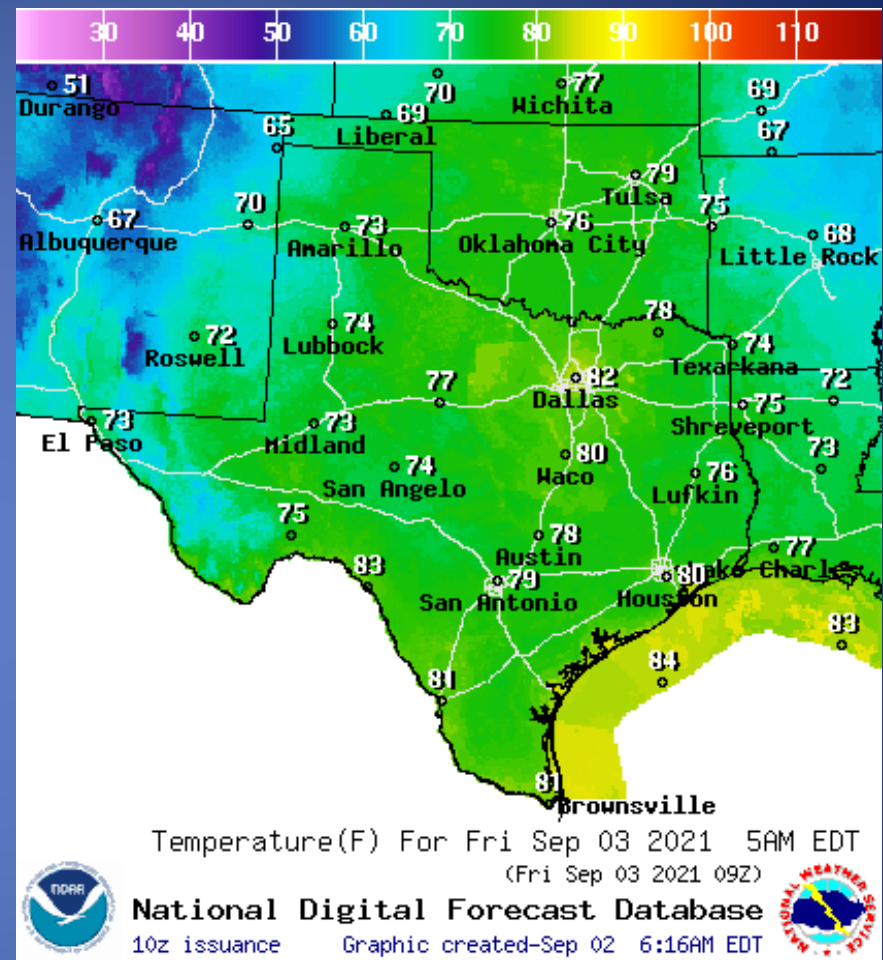 30 40 50 60 70 80 90 100 110
51
Durango
70
77
Wichita
69
69
Liberal
65
67
79
Tulsa
67
Albuquerque
70
73
Amarillo
76
Oklahoma City
75
68
Little Rock
72
Roswell
74
Lubbock
78
74
Texarkana
82
Dallas
77
75
Shreveport
72
73
El Paso
73
Midland
74
San Angelo
80
Waco
76
Lufkin
73
75
78
Austin
77
Lake Charles
83
79
San Antonio
80
Houston
83
84
81
81
Brownsville
Temperature(F) For Fri Sep 03 2021 5AM EDT
(Fri Sep 03 2021 09Z)
National Digital Forecast Database
10z issuance Graphic created-Sep 02 6:16AM EDT
NOAA
NATIONAL WEATHER SERVICE